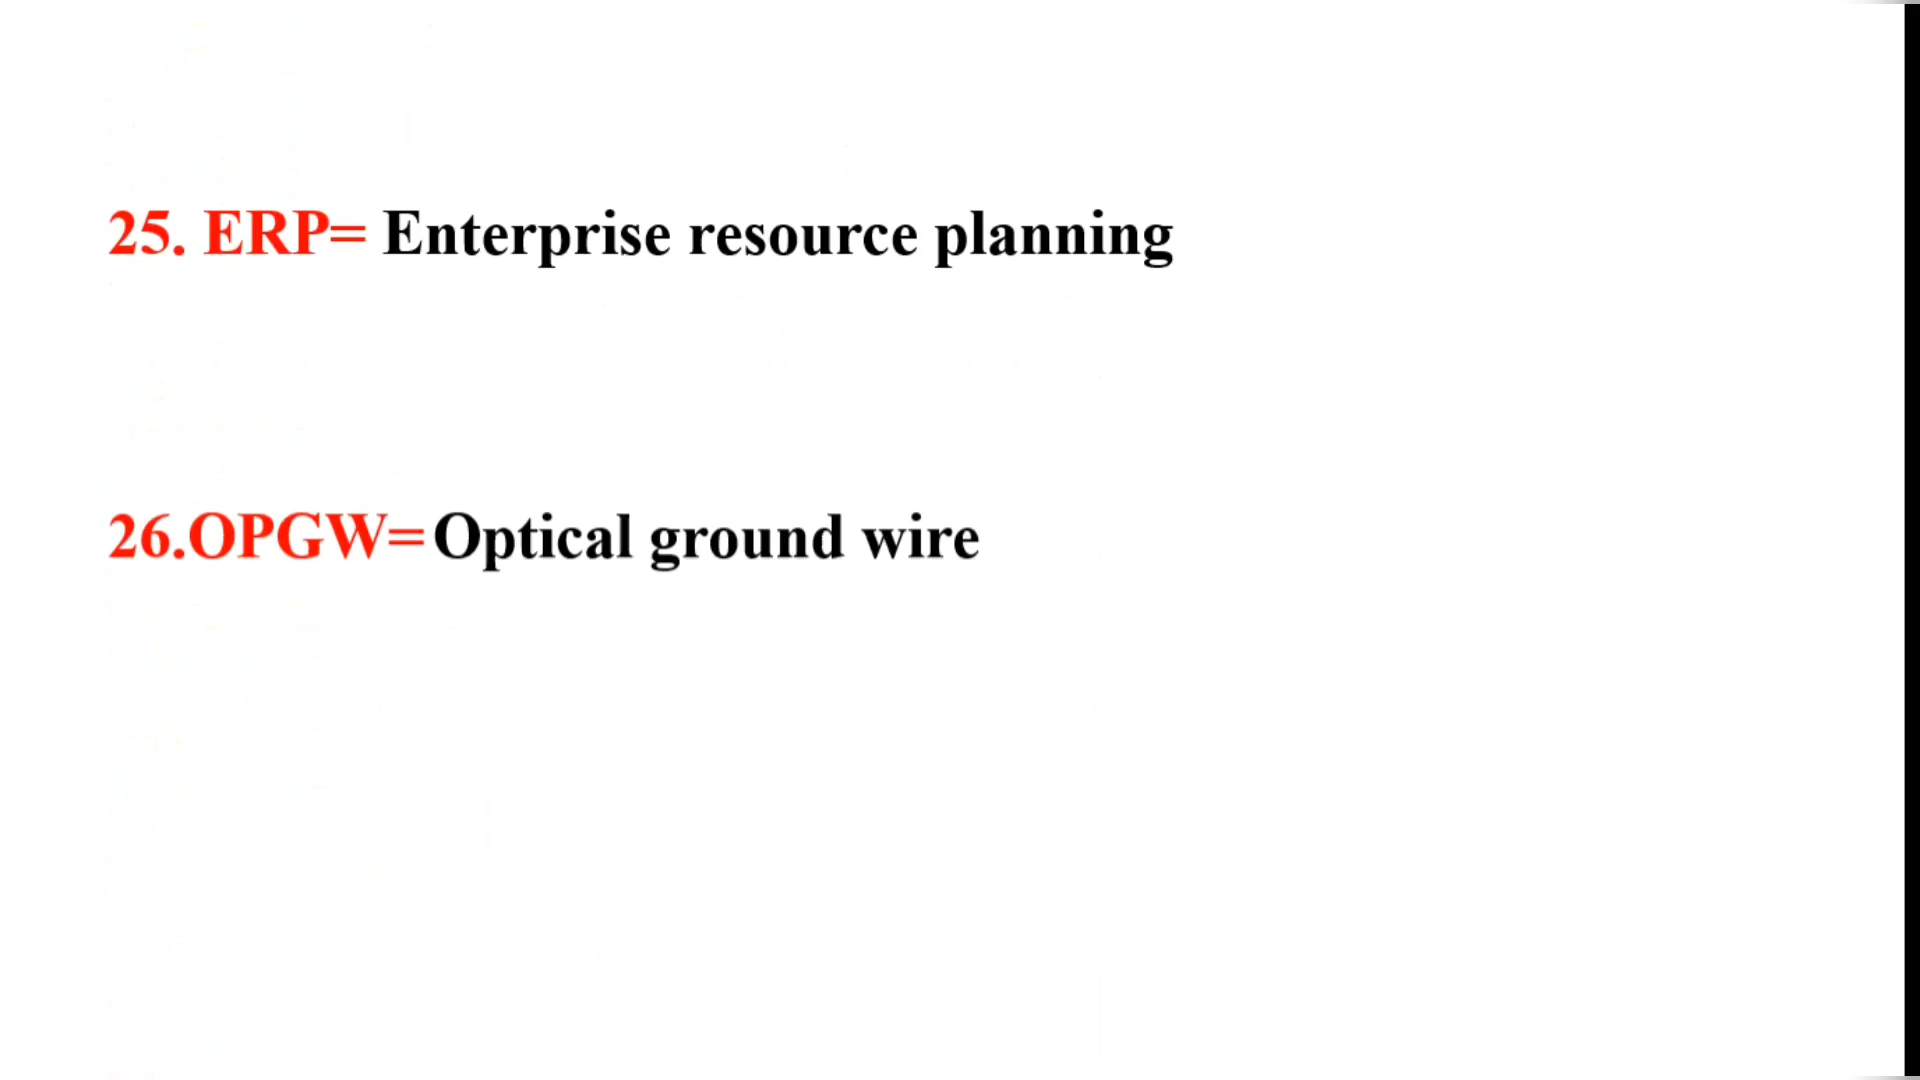 25. ERP= Enterprise resource planning
26.OPGW=Optical ground wire